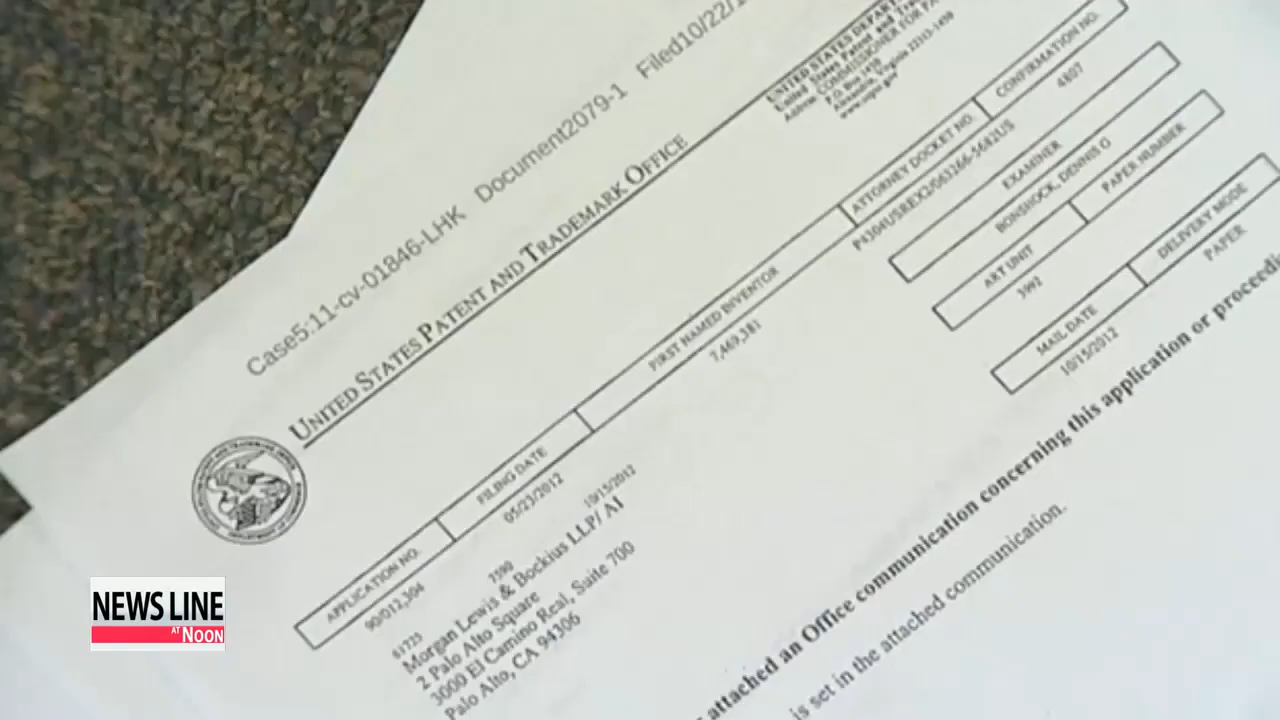 Case5:11-cv-01846-LHK Document2079-1 Filed10/22/1
UNITED STATES PATENT AND TRADEMARK OFFICE
UNITED STATES DEPART
United States Patent and Trade
Address: COMMISSIONER FOR PA
P.O. Box 1450
Alexandria, Virginia 22313-1450
www.uspto.gov
APPLICATION NO. FILING DATE FIRST NAMED INVENTOR ATTORNEY DOCKET NO. CONFIRMATION NO.
90/012,304 05/23/2012 7,469,381 P4304USREX2/063266-5682US 4807
61725 7590 10/15/2012
Morgan Lewis & Bockius LLP/ AI
2 Palo Alto Square
3000 El Camino Real, Suite 700
Palo Alto, CA 94306
EXAMINER
BONSHOCK, DENNIS G
ART UNIT PAPER NUMBER
3992
MAIL DATE DELIVERY MODE
10/15/2012 PAPER
attached an Office communication concerning this application or proceedi
is set in the attached communication.
NEWS LINE
AT NOON